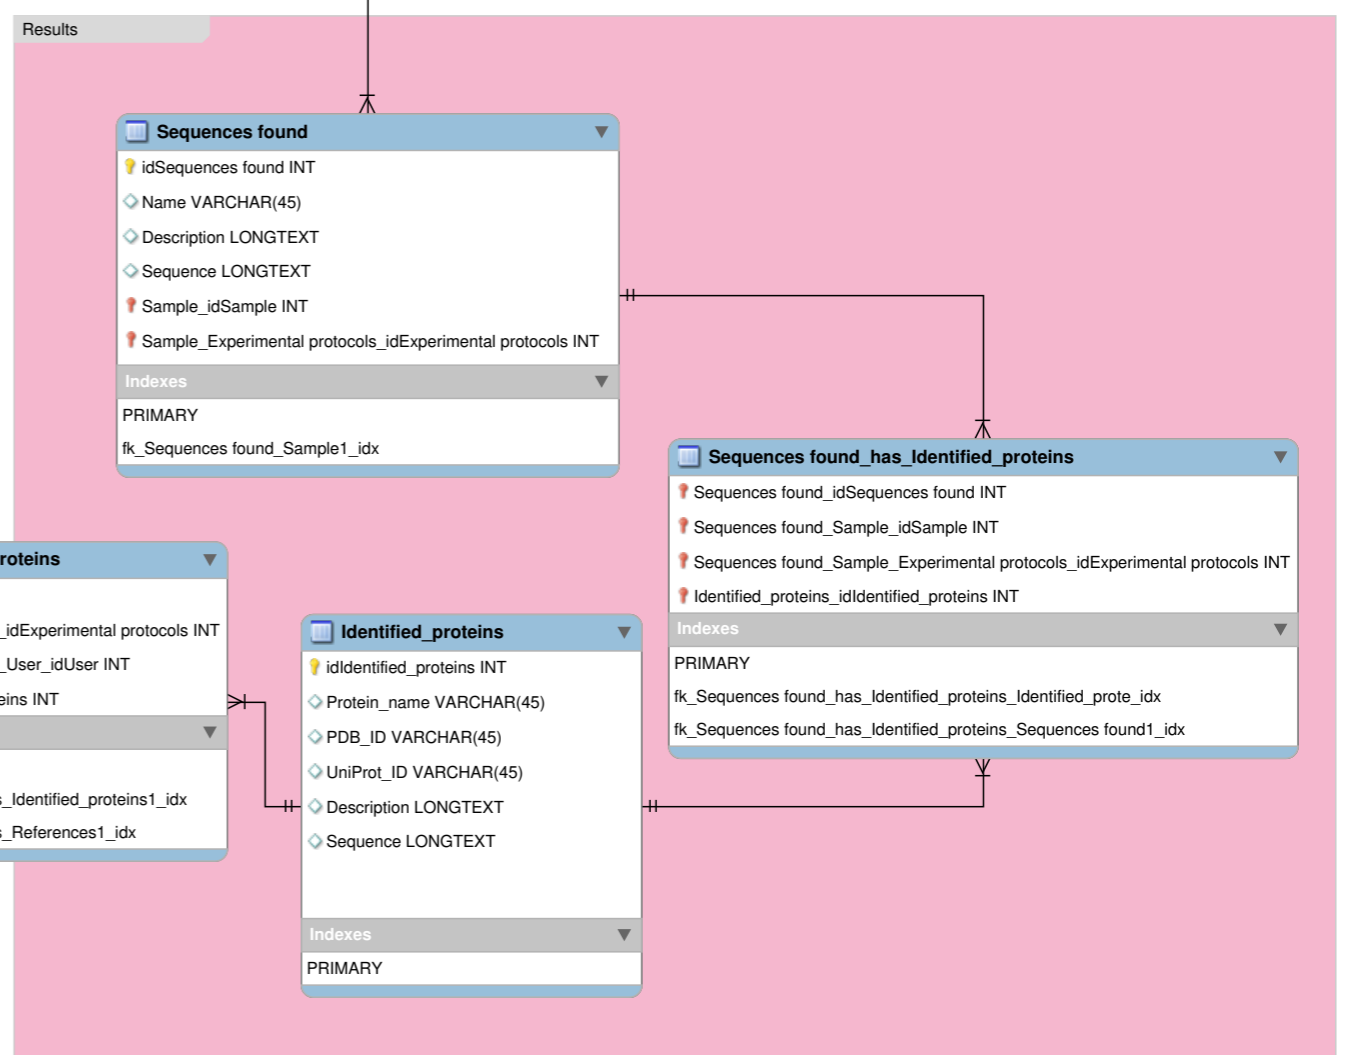 Results
Sequences found
idSequences found INT
Name VARCHAR(45)
Description LONGTEXT
Sequence LONGTEXT
Sample_idSample INT
Sample_Experimental protocols_idExperimental protocols INT
Indexes
PRIMARY
fk_Sequences found_Sample1_idx
Sequences found_has_Identified_proteins
Sequences found_idSequences found INT
Sequences found_Sample_idSample INT
Sequences found_Sample_Experimental protocols_idExperimental protocols INT
Identified_proteins_idIdentified_proteins INT
Indexes
PRIMARY
fk_Sequences found_has_Identified_proteins_Identified_prote_idx
fk_Sequences found_has_Identified_proteins_Sequences found1_idx
roteins
_idExperimental protocols INT
_User_idUser INT
eins INT
s_Identified_proteins1_idx
s_References1_idx
Identified_proteins
idIdentified_proteins INT
Protein_name VARCHAR(45)
PDB_ID VARCHAR(45)
UniProt_ID VARCHAR(45)
Description LONGTEXT
Sequence LONGTEXT
Indexes
PRIMARY